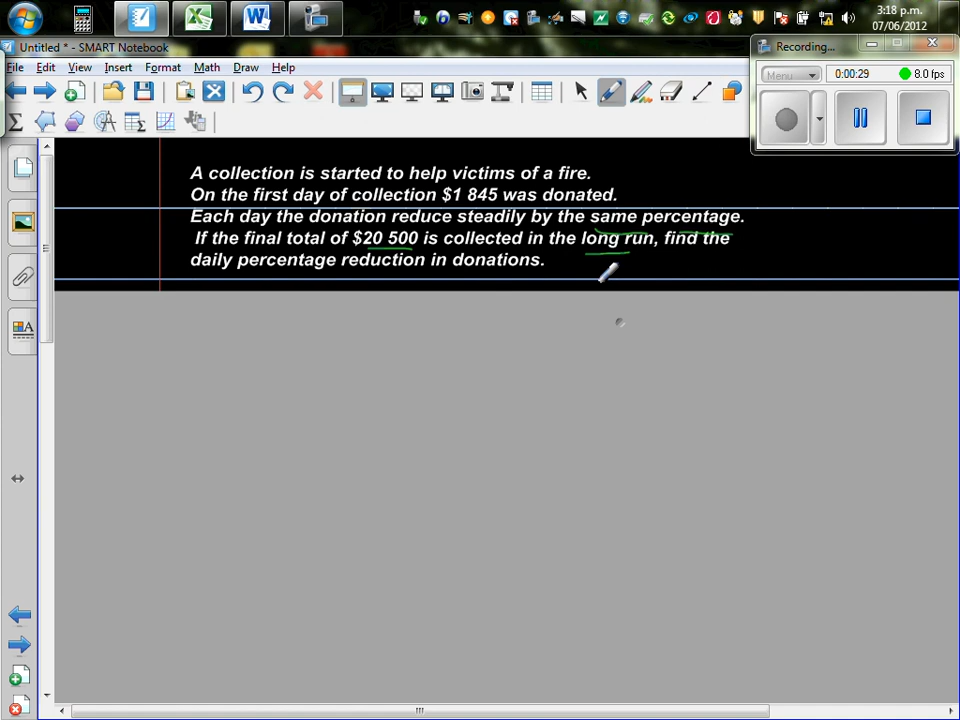 3:18 p.m.
07/06/2012
Untitled * - SMART Notebook
Recording...
File Edit View Insert Format Math Draw Help
Menu 0:00:29 8.0 fps
A collection is started to help victims of a fire.
On the first day of collection $1 845 was donated.
Each day the donation reduce steadily by the same percentage.
If the final total of $20 500 is collected in the long run, find the
daily percentage reduction in donations.